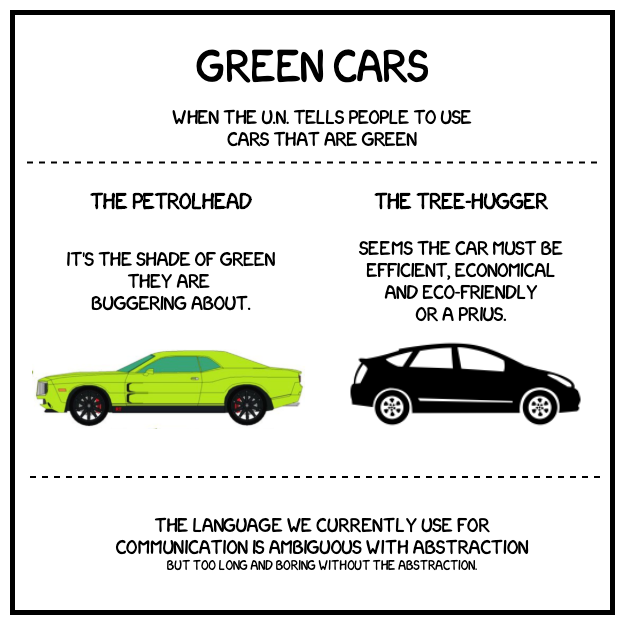 GREEN CARS
WHEN THE U.N. TELLS PEOPLE TO USE
CARS THAT ARE GREEN
THE PETROLHEAD
IT'S THE SHADE OF GREEN
THEY ARE
BUGGERING ABOUT.
THE TREE-HUGGER
SEEMS THE CAR MUST BE
EFFICIENT, ECONOMICAL
AND ECO-FRIENDLY
OR A PRIUS.
THE LANGUAGE WE CURRENTLY USE FOR
COMMUNICATION IS AMBIGUOUS WITH ABSTRACTION
BUT TOO LONG AND BORING WITHOUT THE ABSTRACTION.